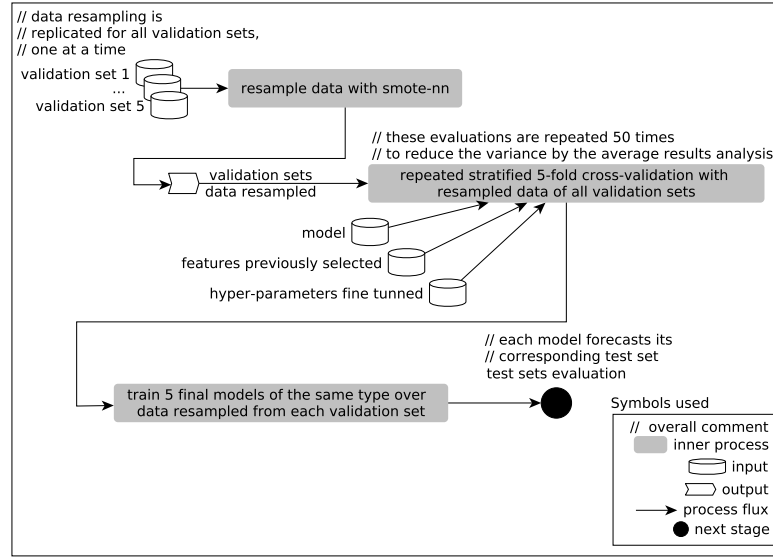 // data resampling is
// replicated for all validation sets,
// one at a time
validation set 1
...
validation set 5
resample data with smote-nn
// these evaluations are repeated 50 times
// to reduce the variance by the average results analysis
validation sets
data resampled
repeated stratified 5-fold cross-validation with
resampled data of all validation sets
model
features previously selected
hyper-parameters fine tunned
// each model forecasts its
// corresponding test set
test sets evaluation
train 5 final models of the same type over
data resampled from each validation set
Symbols used
// overall comment
inner process
input
output
process flux
next stage